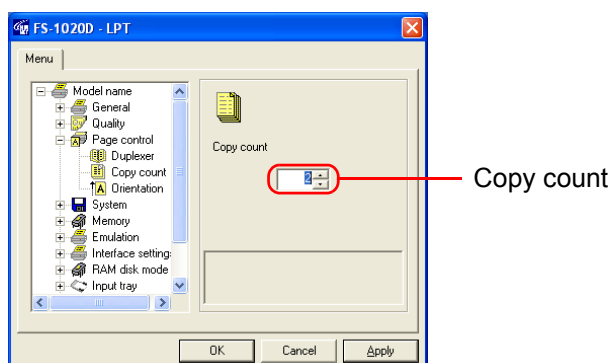 FS-1020D - LPT
Menu
Model name
General
Quality
Page control
Duplexer
Copy count
Orientation
System
Memory
Emulation
Interface setting:
RAM disk mode
Input tray
Copy count
2
Copy count
OK Cancel Apply